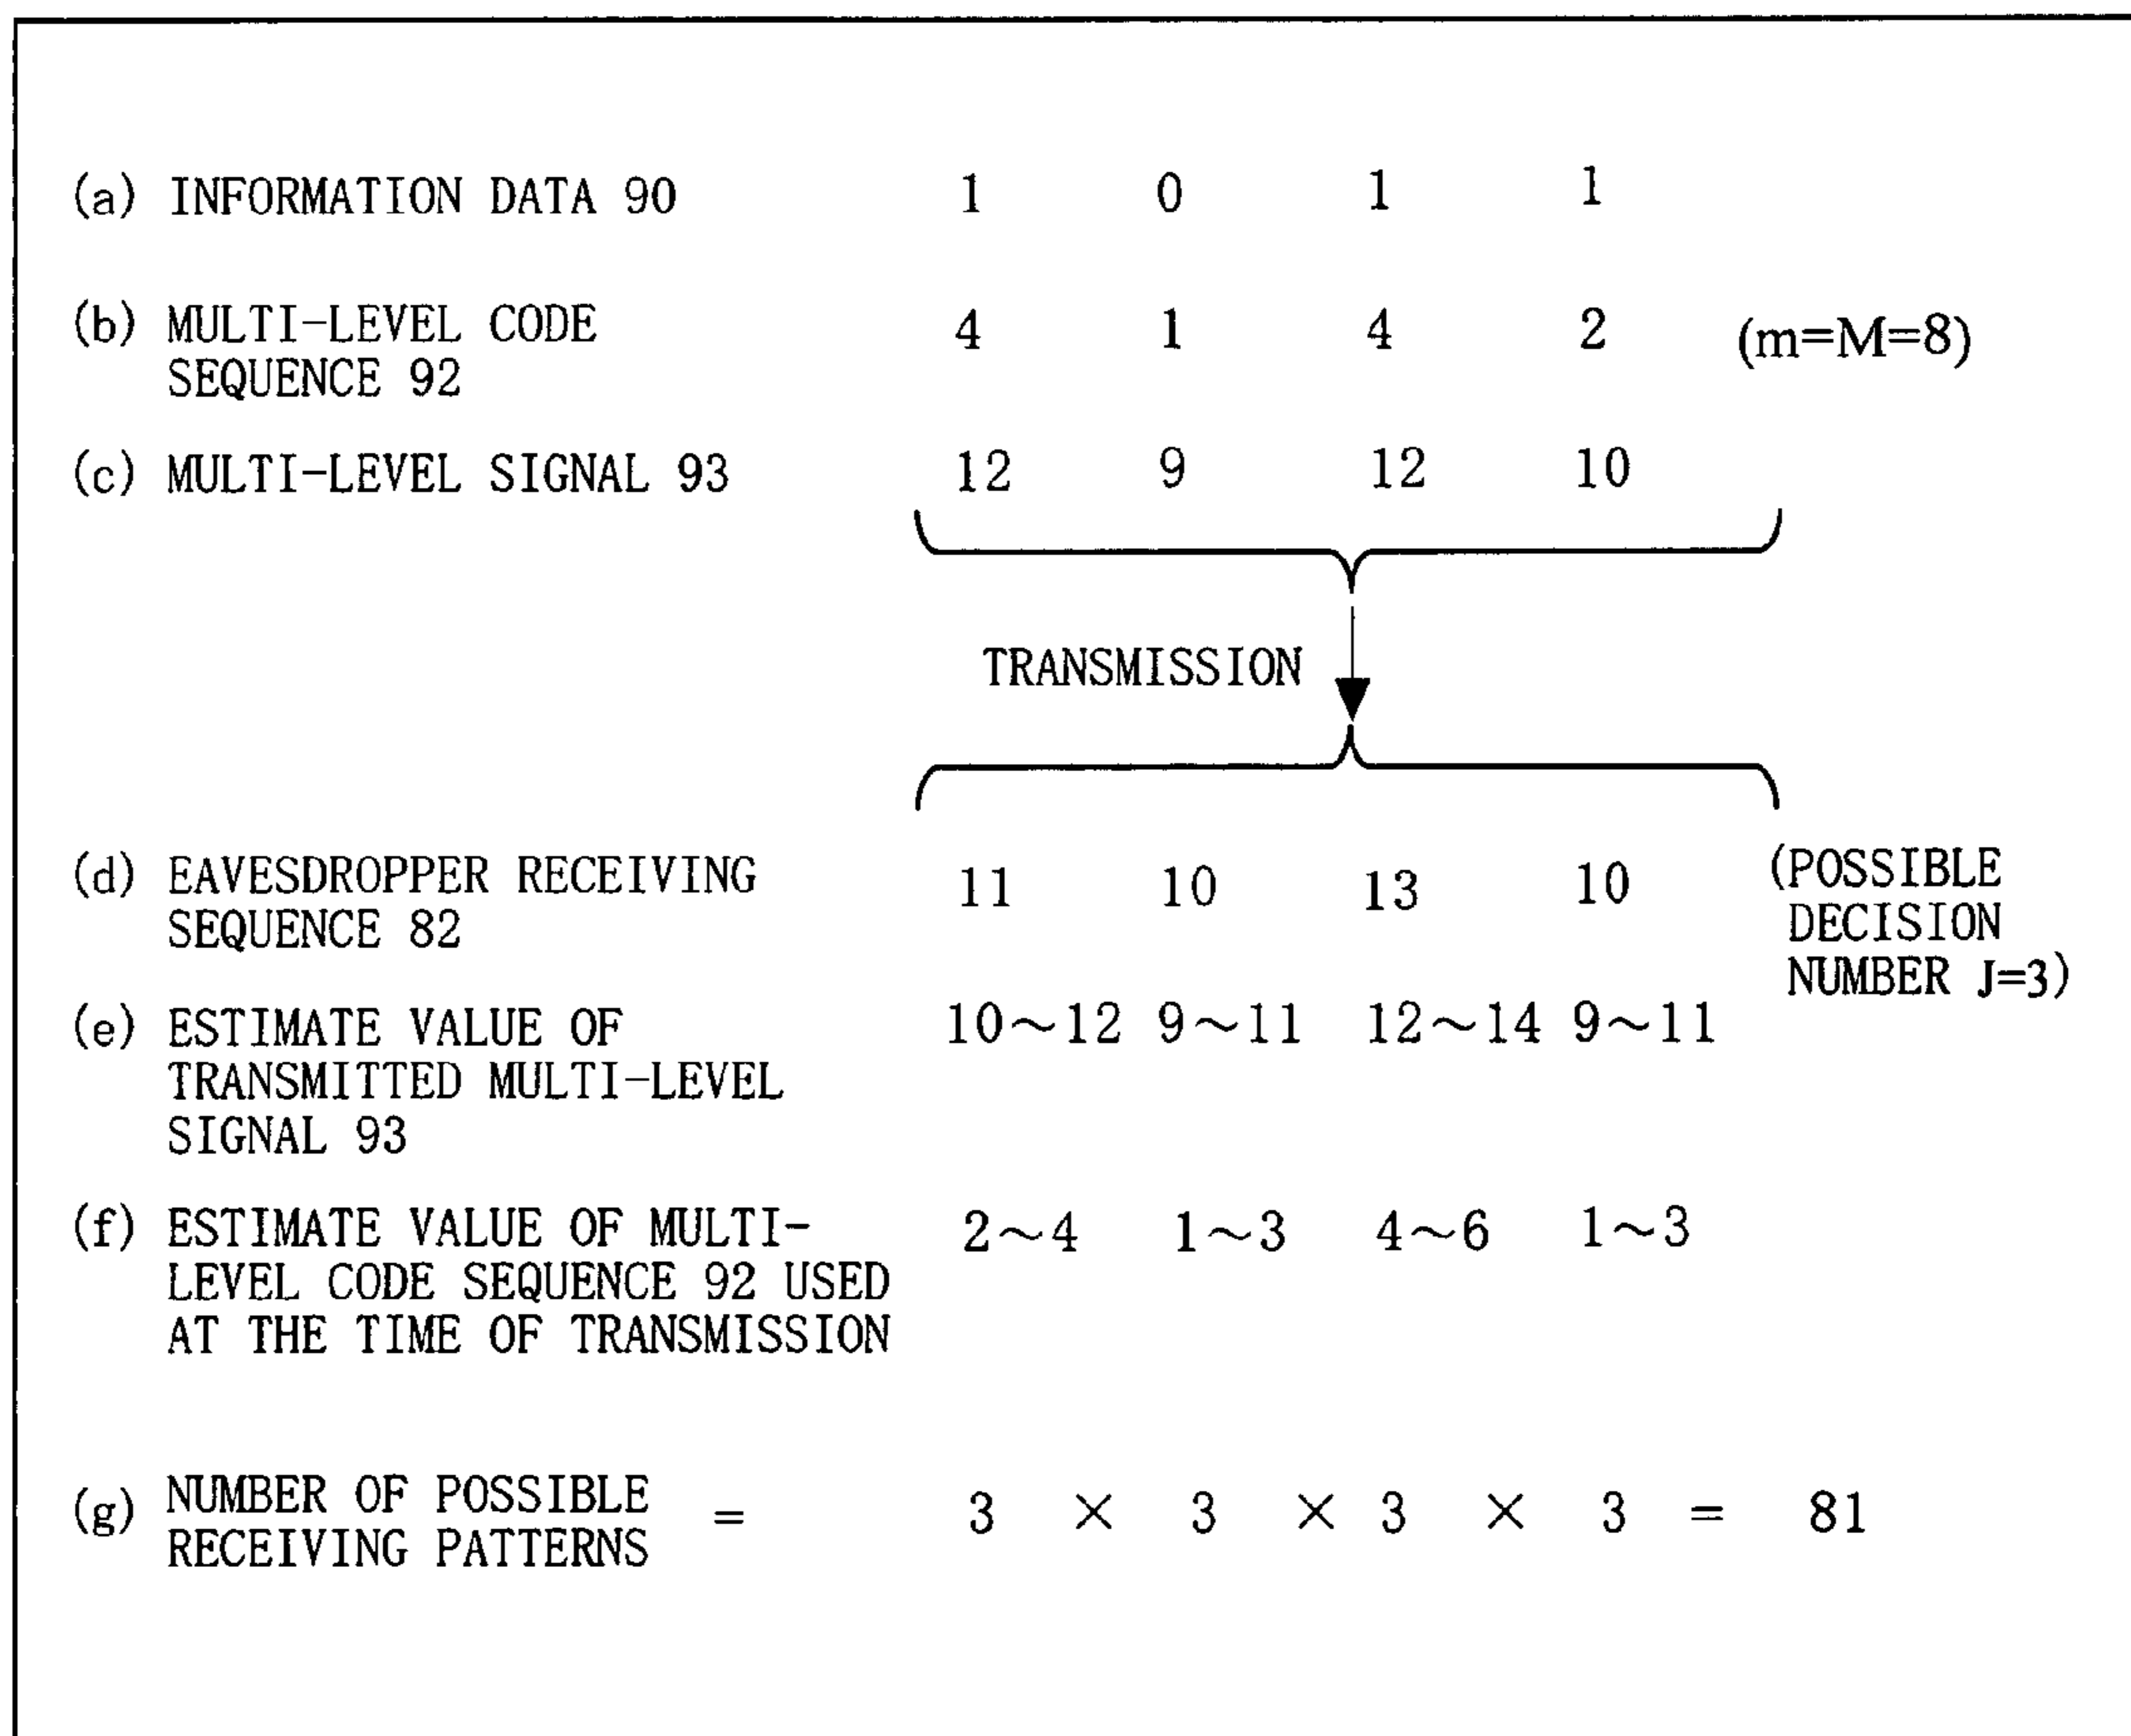 (a) INFORMATION DATA 90 1 0 1 1
(b) MULTI-LEVEL CODE 4 1 4 2 (m=M=8)
SEQUENCE 92
(c) MULTI-LEVEL SIGNAL 93 12 9 12 10
TRANSMISSION
(d) EAVESDROPPER RECEIVING 11 10 13 10 (POSSIBLE
SEQUENCE 82 DECISION
NUMBER J=3)
(e) ESTIMATE VALUE OF 10~12 9~11 12~14 9~11
TRANSMITTED MULTI-LEVEL
SIGNAL 93
(f) ESTIMATE VALUE OF MULTI- 2~4 1~3 4~6 1~3
LEVEL CODE SEQUENCE 92 USED
AT THE TIME OF TRANSMISSION
(g) NUMBER OF POSSIBLE = 3 × 3 × 3 × 3 = 81
RECEIVING PATTERNS